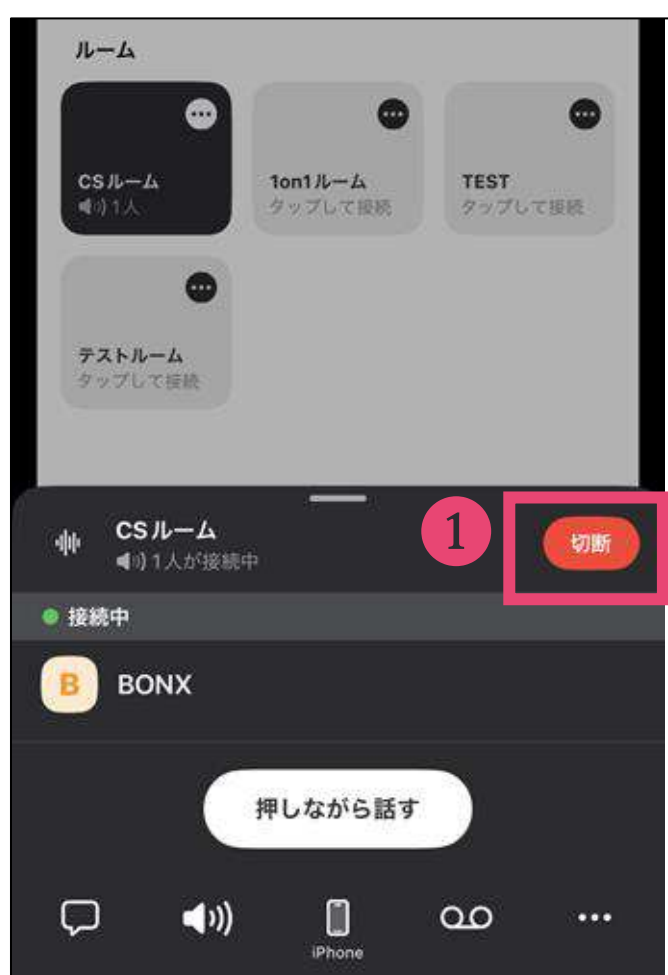 ルーム
CSルーム
1人
1on1ルーム
タップして接続
TEST
タップして接続
テストルーム
タップして接続
1
CSルーム
1人が接続中
切断
接続中
B
BONX
押しながら話す
iPhone